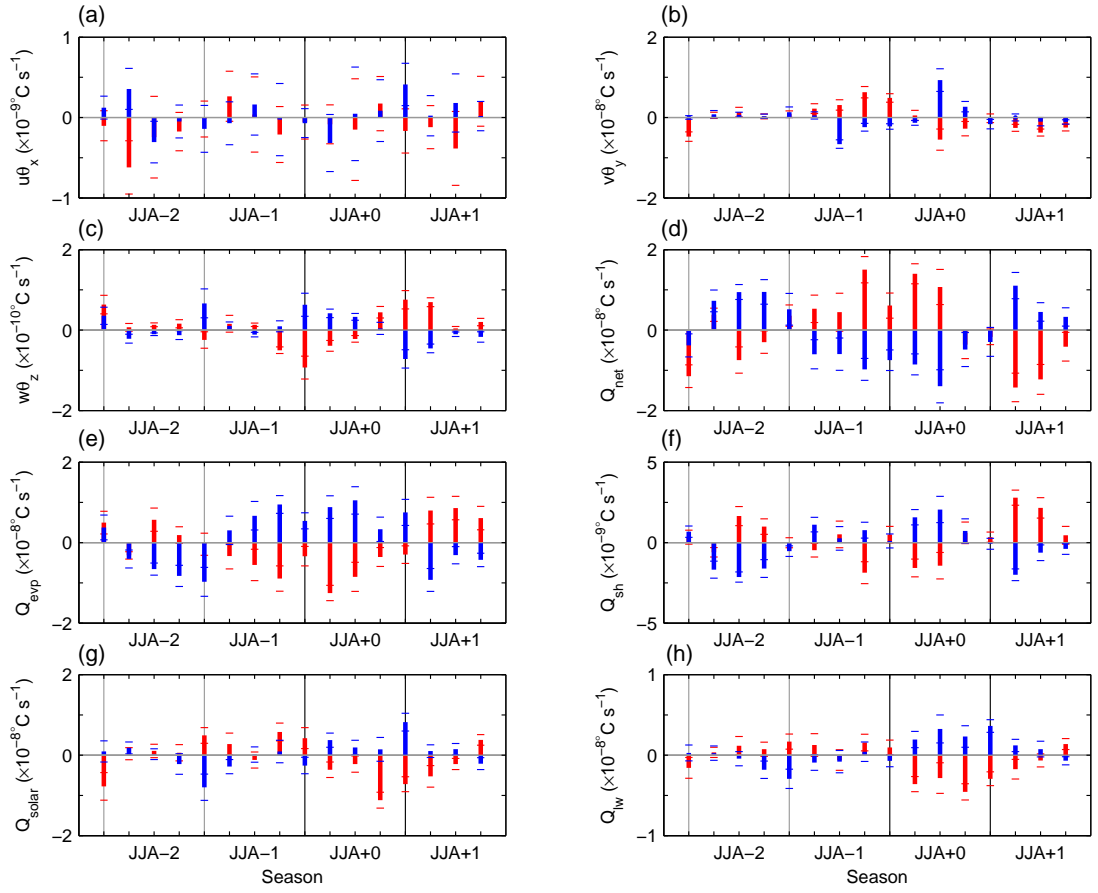 (a)
1
0
−1
uθx (×10−9°C s−1)
JJA−2 JJA−1 JJA+0 JJA+1
(b)
2
0
−2
vθy (×10−8°C s−1)
JJA−2 JJA−1 JJA+0 JJA+1
(c)
2
0
−2
wθz (×10−10°C s−1)
JJA−2 JJA−1 JJA+0 JJA+1
(d)
2
0
−2
Qnet (×10−8°C s−1)
JJA−2 JJA−1 JJA+0 JJA+1
(e)
2
0
−2
Qevp (×10−8°C s−1)
JJA−2 JJA−1 JJA+0 JJA+1
(f)
5
0
−5
Qsh (×10−9°C s−1)
JJA−2 JJA−1 JJA+0 JJA+1
(g)
2
0
−2
Qsolar (×10−8°C s−1)
JJA−2 JJA−1 JJA+0 JJA+1
Season
(h)
1
0
−1
Qlw (×10−8°C s−1)
JJA−2 JJA−1 JJA+0 JJA+1
Season